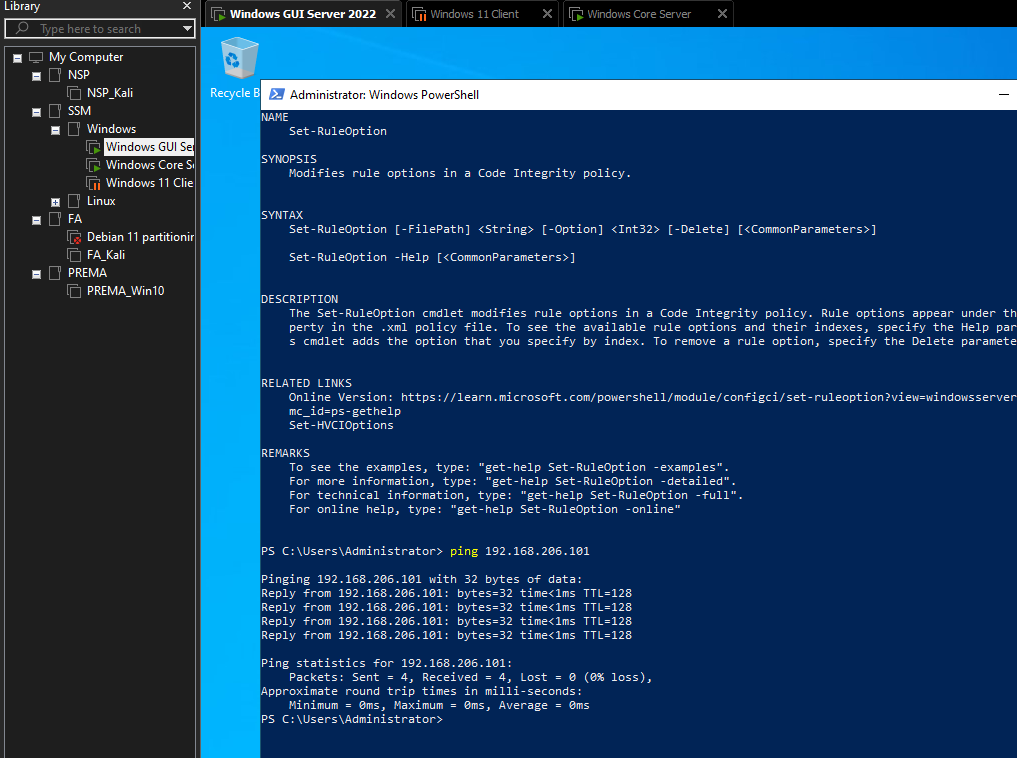 Library
Type here to search
My Computer
NSP
NSP_Kali
SSM
Windows
Windows GUI Ser
Windows Core Se
Windows 11 Clie
Linux
FA
Debian 11 partitionin
FA_Kali
PREMA
PREMA_Win10
Windows GUI Server 2022
Windows 11 Client
Windows Core Server
Recycle B
Administrator: Windows PowerShell
NAME
Set-RuleOption
SYNOPSIS
Modifies rule options in a Code Integrity policy.
SYNTAX
Set-RuleOption [-FilePath] <String> [-Option] <Int32> [-Delete] [<CommonParameters>]
Set-RuleOption -Help [<CommonParameters>]
DESCRIPTION
The Set-RuleOption cmdlet modifies rule options in a Code Integrity policy. Rule options appear under th
perty in the .xml policy file. To see the available rule options and their indexes, specify the Help par
s cmdlet adds the option that you specify by index. To remove a rule option, specify the Delete paramete
RELATED LINKS
Online Version: https://learn.microsoft.com/powershell/module/configci/set-ruleoption?view=windowsserver
mc_id=ps-gethelp
Set-HVCIOptions
REMARKS
To see the examples, type: "get-help Set-RuleOption -examples".
For more information, type: "get-help Set-RuleOption -detailed".
For technical information, type: "get-help Set-RuleOption -full".
For online help, type: "get-help Set-RuleOption -online"
PS C:\Users\Administrator> ping 192.168.206.101
Pinging 192.168.206.101 with 32 bytes of data:
Reply from 192.168.206.101: bytes=32 time<1ms TTL=128
Reply from 192.168.206.101: bytes=32 time<1ms TTL=128
Reply from 192.168.206.101: bytes=32 time<1ms TTL=128
Reply from 192.168.206.101: bytes=32 time<1ms TTL=128
Ping statistics for 192.168.206.101:
Packets: Sent = 4, Received = 4, Lost = 0 (0% loss),
Approximate round trip times in milli-seconds:
Minimum = 0ms, Maximum = 0ms, Average = 0ms
PS C:\Users\Administrator>